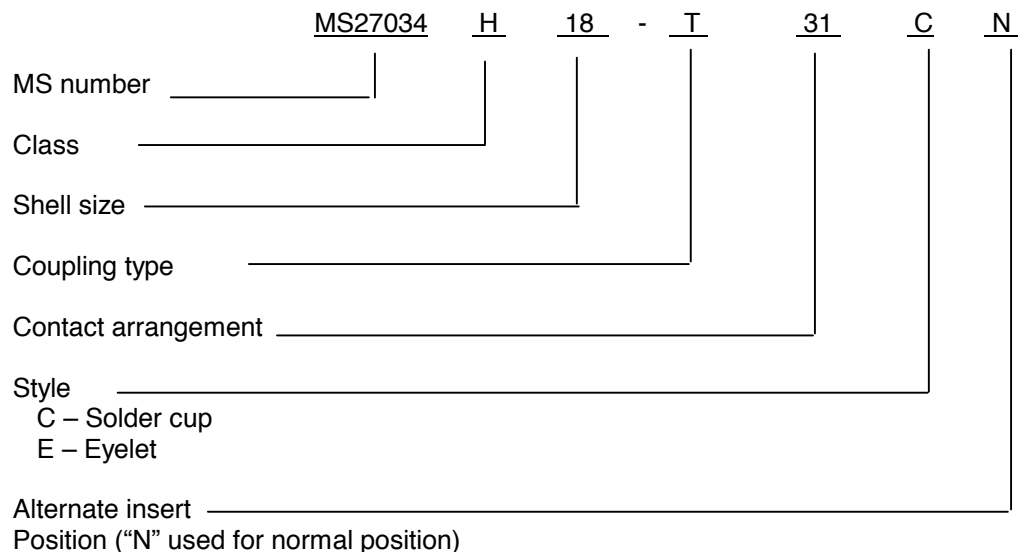 MS27034 H 18 - T 31 C N
MS number
Class
Shell size
Coupling type
Contact arrangement
Style
C – Solder cup
E – Eyelet
Alternate insert
Position (“N” used for normal position)